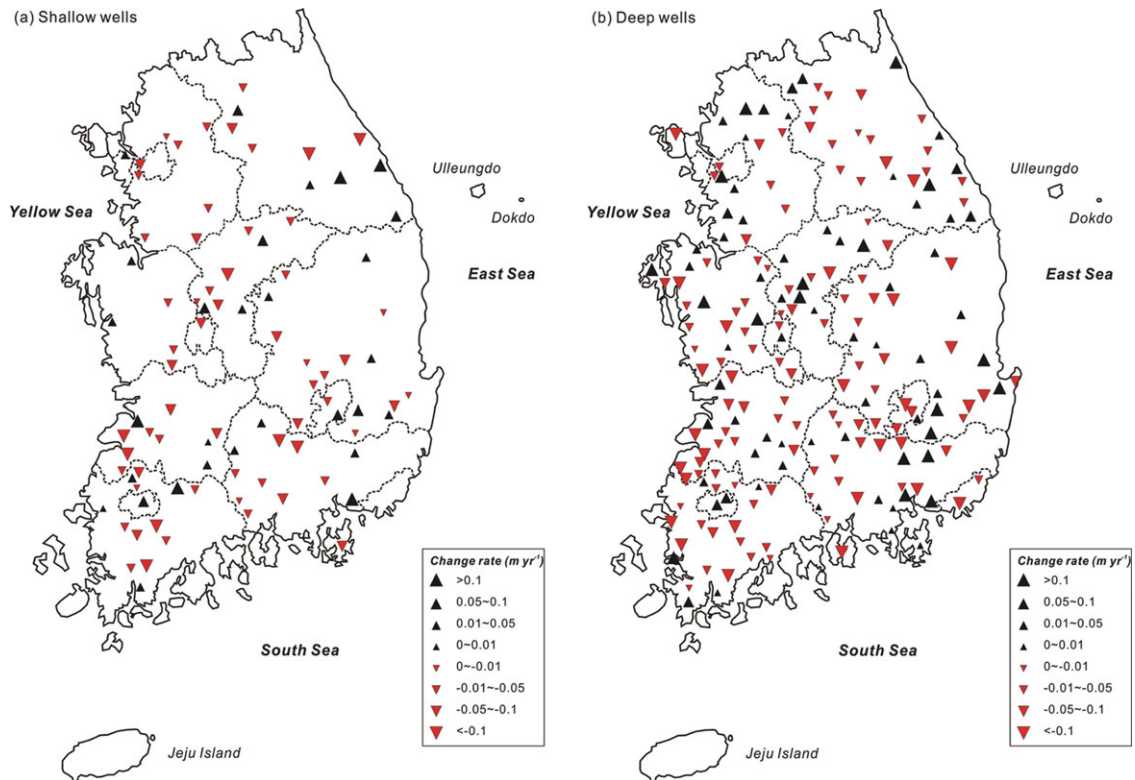 (a) Shallow wells
Ulleungdo
Dokdo
Yellow Sea
East Sea
South Sea
Jeju Island
Change rate (m yr⁻¹)
>0.1
0.05~0.1
0.01~0.05
0~0.01
0~-0.01
-0.01~-0.05
-0.05~-0.1
<-0.1
(b) Deep wells
Ulleungdo
Dokdo
Yellow Sea
East Sea
South Sea
Jeju Island
Change rate (m yr⁻¹)
>0.1
0.05~0.1
0.01~0.05
0~0.01
0~-0.01
-0.01~-0.05
-0.05~-0.1
<-0.1